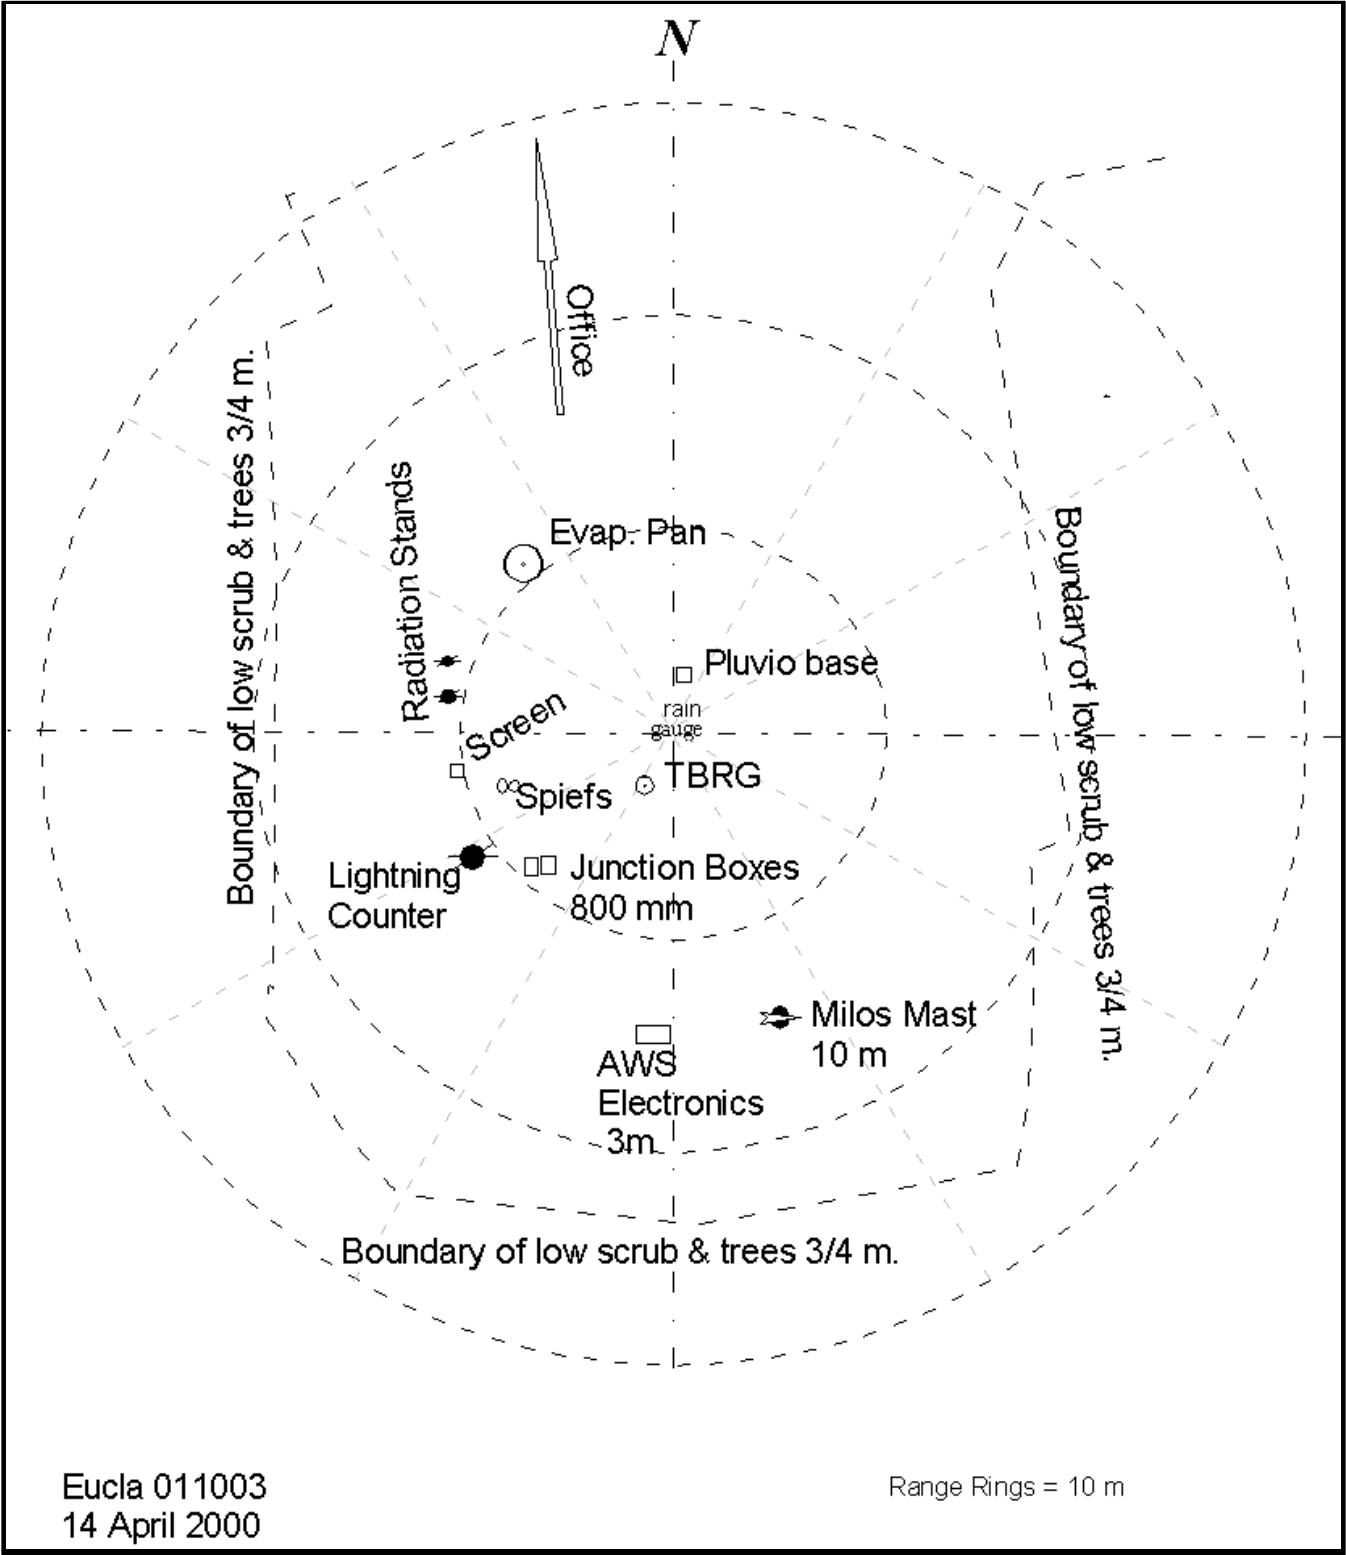 N
Office
Boundary of low scrub & trees 3/4 m.
Radiation Stands
Evap. Pan
Boundary of low scrub & trees 3/4 m.
Pluvio base
rain
gauge
Screen
TBRG
Spiefs
Lightning
Counter
Junction Boxes
800 mm
Milos Mast
10 m
AWS
Electronics
3m
Boundary of low scrub & trees 3/4 m.
Eucla 011003
14 April 2000
Range Rings = 10 m